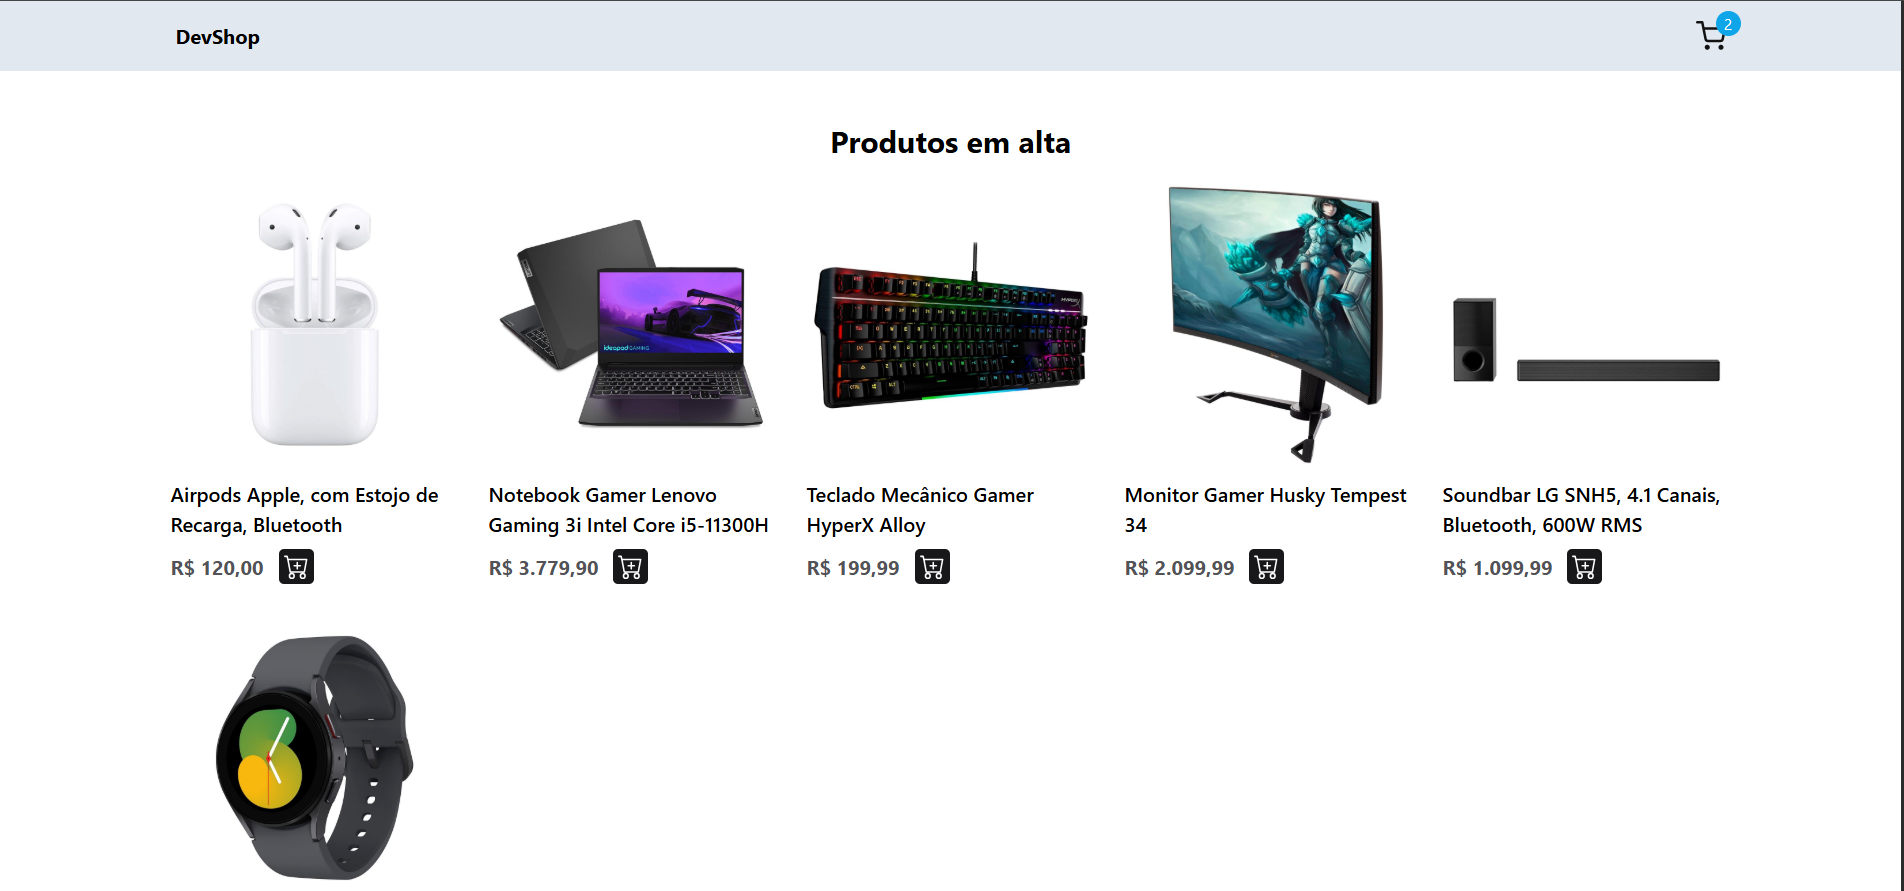 DevShop
2
Produtos em alta
ideapadGAMING
HYPERX
Airpods Apple, com Estojo de
Recarga, Bluetooth
R$ 120,00
Notebook Gamer Lenovo
Gaming 3i Intel Core i5-11300H
R$ 3.779,90
Teclado Mecânico Gamer
HyperX Alloy
R$ 199,99
Monitor Gamer Husky Tempest
34
R$ 2.099,99
Soundbar LG SNH5, 4.1 Canais,
Bluetooth, 600W RMS
R$ 1.099,99